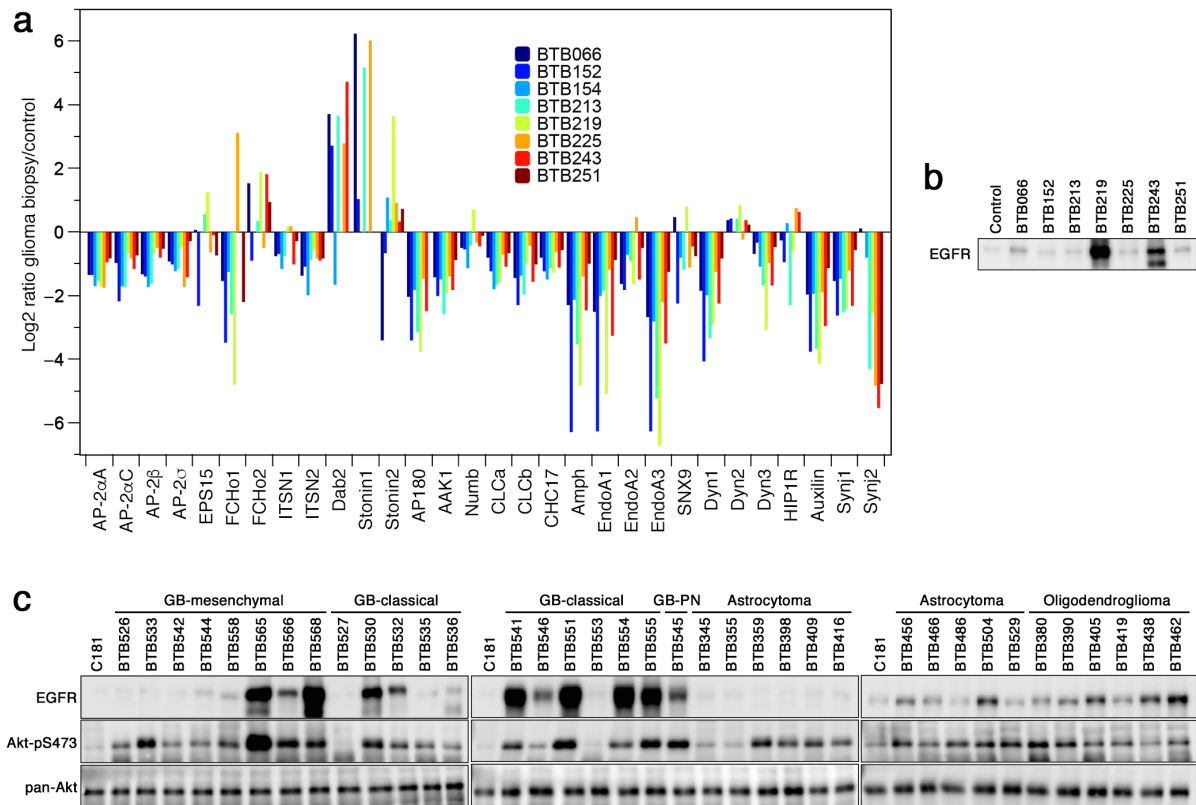 a
Log2 ratio glioma biopsy/control
6
4
2
0
−2
−4
−6
BTB066
BTB152
BTB154
BTB213
BTB219
BTB225
BTB243
BTB251
AP-2αA
AP-2αC
AP-2β
AP-2σ
EPS15
FCHo1
FCHo2
ITSN1
ITSN2
Dab2
Stonin1
Stonin2
AP180
AAK1
Numb
CLCa
CLCb
CHC17
Amph
EndoA1
EndoA2
EndoA3
SNX9
Dyn1
Dyn2
Dyn3
HIP1R
Auxilin
Synj1
Synj2
b
Control
BTB066
BTB152
BTB213
BTB219
BTB225
BTB243
BTB251
EGFR
c
GB-mesenchymal
GB-classical
C181
BTB526
BTB533
BTB542
BTB544
BTB558
BTB565
BTB566
BTB568
BTB527
BTB530
BTB532
BTB535
BTB536
GB-classical
GB-PN
Astrocytoma
C181
BTB541
BTB546
BTB551
BTB553
BTB554
BTB555
BTB545
BTB345
BTB355
BTB359
BTB398
BTB409
BTB416
Astrocytoma
Oligodendroglioma
C181
BTB456
BTB466
BTB486
BTB504
BTB529
BTB380
BTB390
BTB405
BTB419
BTB438
BTB462
EGFR
Akt-pS473
pan-Akt